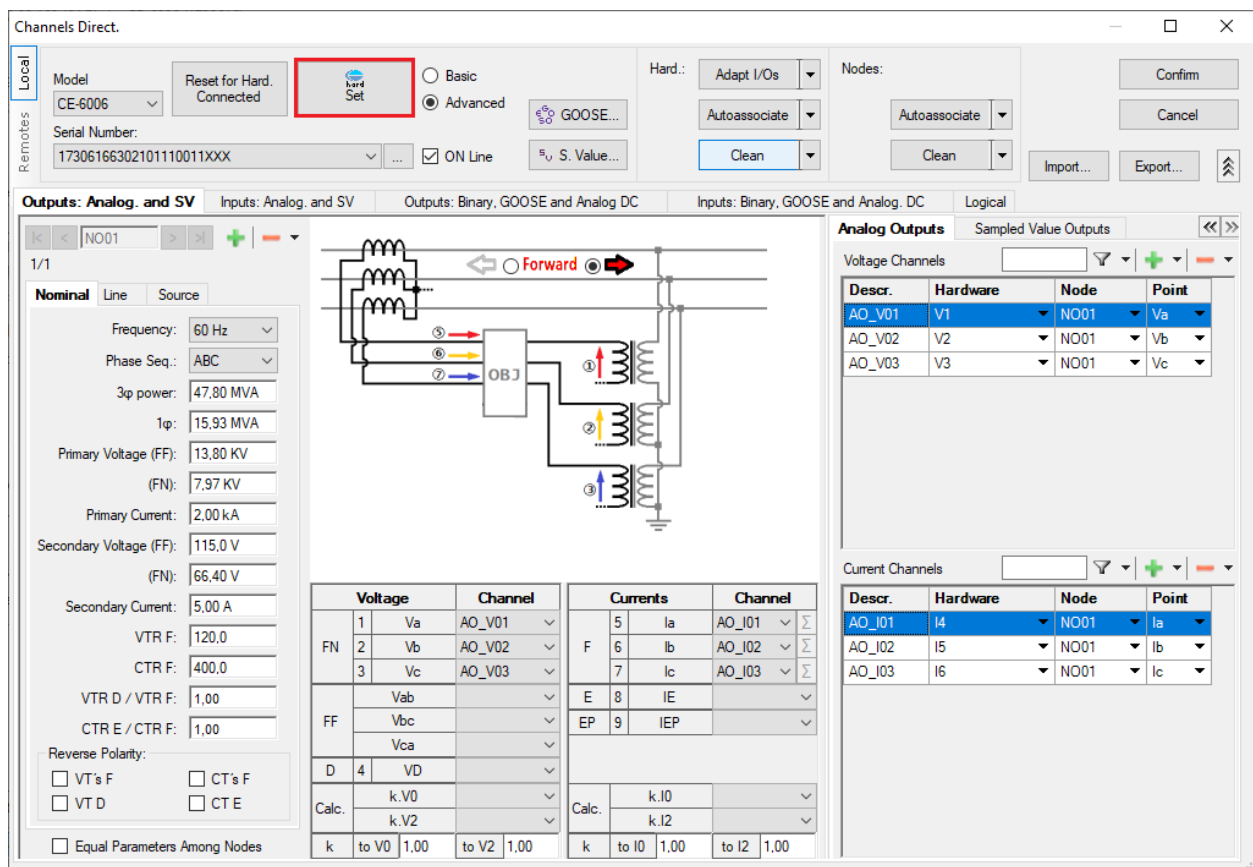 Channels Direct.
Local
Remotes
Model
CE-6006
Reset for Hard.
Connected
hard
Set
Basic
Advanced
Serial Number:
17306166302101110011XXX
...
ON Line
GOOSE...
S. Value...
Hard.:
Adapt I/Os
Autoassociate
Clean
Nodes:
Autoassociate
Clean
Confirm
Cancel
Import...
Export...
Outputs: Analog. and SV
Inputs: Analog. and SV
Outputs: Binary, GOOSE and Analog DC
Inputs: Binary, GOOSE and Analog. DC
Logical
NO01
1/1
Nominal Line Source
Frequency: 60 Hz
Phase Seq.: ABC
3φ power: 47,80 MVA
1φ: 15,93 MVA
Primary Voltage (FF): 13,80 KV
(FN): 7,97 KV
Primary Current: 2,00 kA
Secondary Voltage (FF): 115,0 V
(FN): 66,40 V
Secondary Current: 5,00 A
VTR F: 120,0
CTR F: 400,0
VTR D / VTR F: 1,00
CTR E / CTR F: 1,00
Reverse Polarity:
VT's F CT's F
VT D CT E
Equal Parameters Among Nodes
Forward
⑤
⑥
⑦
OBJ
①
②
③
Voltage Channel
FN
1 Va AO_V01
2 Vb AO_V02
3 Vc AO_V03
FF
Vab
Vbc
Vca
D 4 VD
Calc.
k.V0
k.V2
k to V0 1,00 to V2 1,00
Currents Channel
F
5 Ia AO_I01 Σ
6 Ib AO_I02 Σ
7 Ic AO_I03 Σ
E 8 IE
EP 9 IEP
Calc.
k.I0
k.I2
k to I0 1,00 to I2 1,00
Analog Outputs Sampled Value Outputs
Voltage Channels
Descr. Hardware Node Point
AO_V01 V1 NO01 Va
AO_V02 V2 NO01 Vb
AO_V03 V3 NO01 Vc
Current Channels
Descr. Hardware Node Point
AO_I01 I4 NO01 Ia
AO_I02 I5 NO01 Ib
AO_I03 I6 NO01 Ic